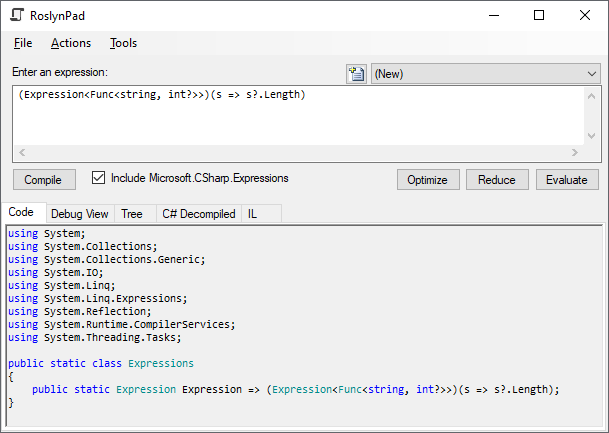 RoslynPad
File Actions Tools
Enter an expression: (New)
(Expression<Func<string, int?>>)(s => s?.Length)
Compile Include Microsoft.CSharp.Expressions Optimize Reduce Evaluate
Code Debug View Tree C# Decompiled IL
using System;
using System.Collections;
using System.Collections.Generic;
using System.IO;
using System.Linq;
using System.Linq.Expressions;
using System.Reflection;
using System.Runtime.CompilerServices;
using System.Threading.Tasks;
public static class Expressions
{
    public static Expression Expression => (Expression<Func<string, int?>>)(s => s?.Length);
}